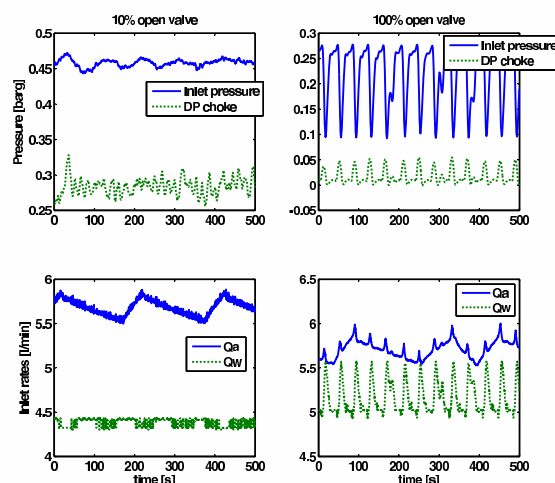 10% open valve
100% open valve
0.5
0.45
0.4
0.35
0.3
0.25
Pressure [barg]
Inlet pressure
DP choke
0 100 200 300 400 500
0.3
0.25
0.2
0.15
0.1
0.05
0
-0.05
Inlet pressure
DP choke
0 100 200 300 400 500
6
5.5
5
4.5
4
Inlet rates [l/min]
Qa
Qw
0 100 200 300 400 500
time [s]
6.5
6
5.5
5
4.5
Qa
Qw
0 100 200 300 400 500
time [s]